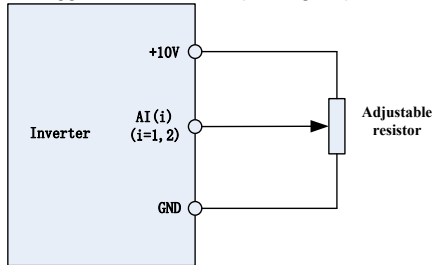 +10V
AI(i)
(i=1,2)
Inverter
GND
Adjustable
resistor